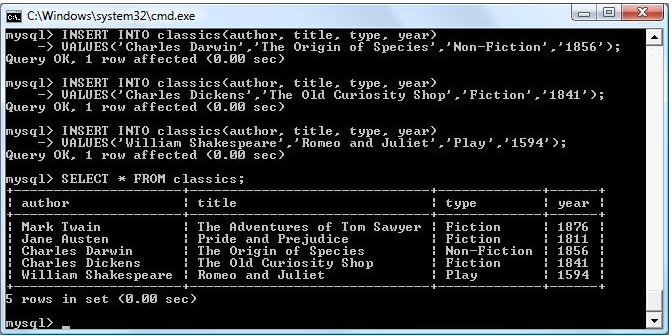 C:\Windows\system32\cmd.exe
mysql> INSERT INTO classics(author, title, type, year)
    -> VALUES('Charles Darwin','The Origin of Species','Non-Fiction','1856');
Query OK, 1 row affected (0.00 sec)
mysql> INSERT INTO classics(author, title, type, year)
    -> VALUES('Charles Dickens','The Old Curiosity Shop','Fiction','1841');
Query OK, 1 row affected (0.00 sec)
mysql> INSERT INTO classics(author, title, type, year)
    -> VALUES('William Shakespeare','Romeo and Juliet','Play','1594');
Query OK, 1 row affected (0.00 sec)
mysql> SELECT * FROM classics;
+---------------------+------------------------------+-------------+------+
| author              | title                        | type        | year |
+---------------------+------------------------------+-------------+------+
| Mark Twain          | The Adventures of Tom Sawyer | Fiction     | 1876 |
| Jane Austen         | Pride and Prejudice          | Fiction     | 1811 |
| Charles Darwin      | The Origin of Species        | Non-Fiction | 1856 |
| Charles Dickens     | The Old Curiosity Shop       | Fiction     | 1841 |
| William Shakespeare | Romeo and Juliet             | Play        | 1594 |
+---------------------+------------------------------+-------------+------+
5 rows in set (0.00 sec)
mysql> _